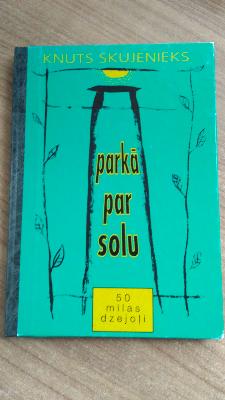 KNUTS SKUJENIEKS
parkā
par
solu
50
mīlas
dzejoļi